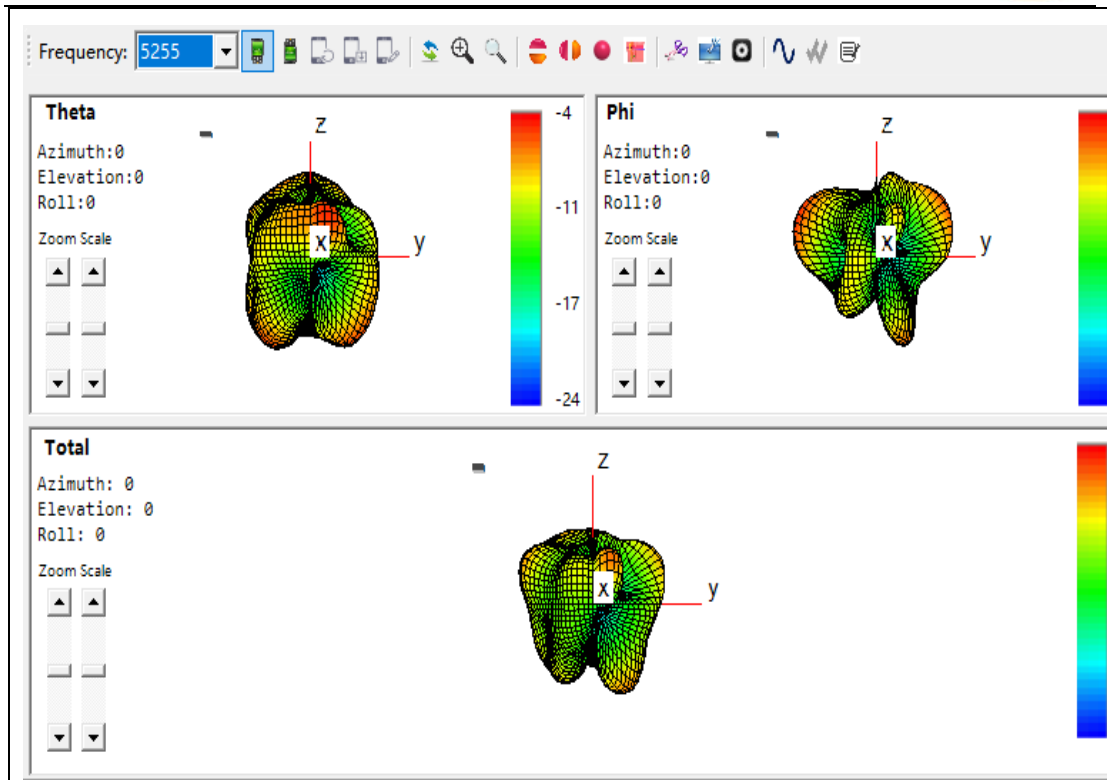 Frequency: 5255
Theta
Azimuth:0
Elevation:0
Roll:0
Zoom Scale
z
y
x
-4
-11
-17
-24
Phi
Azimuth:0
Elevation:0
Roll:0
Zoom Scale
z
y
x
Total
Azimuth: 0
Elevation: 0
Roll: 0
Zoom Scale
z
y
x